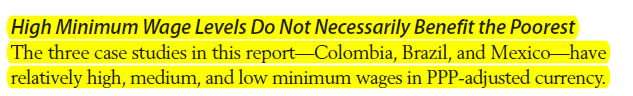 High Minimum Wage Levels Do Not Necessarily Benefit the Poorest
The three case studies in this report—Colombia, Brazil, and Mexico—have
relatively high, medium, and low minimum wages in PPP-adjusted currency.